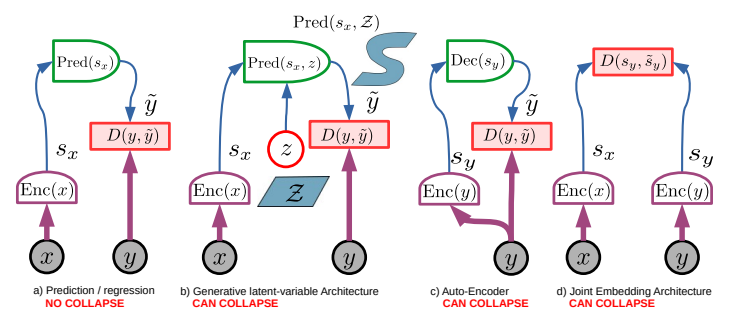 Pred(s_x, 𝒵)
Pred(s_x)
ỹ
D(y, ỹ)
s_x
Enc(x)
x
y
Pred(s_x, z)
ỹ
D(y, ỹ)
s_x
z
Enc(x)
𝒵
x
y
Dec(s_y)
ỹ
D(y, ỹ)
s_y
Enc(y)
y
D(s_y, s̃_y)
s_x
s_y
Enc(x)
Enc(y)
x
y
a) Prediction / regression
NO COLLAPSE
b) Generative latent-variable Architecture
CAN COLLAPSE
c) Auto-Encoder
CAN COLLAPSE
d) Joint Embedding Architecture
CAN COLLAPSE